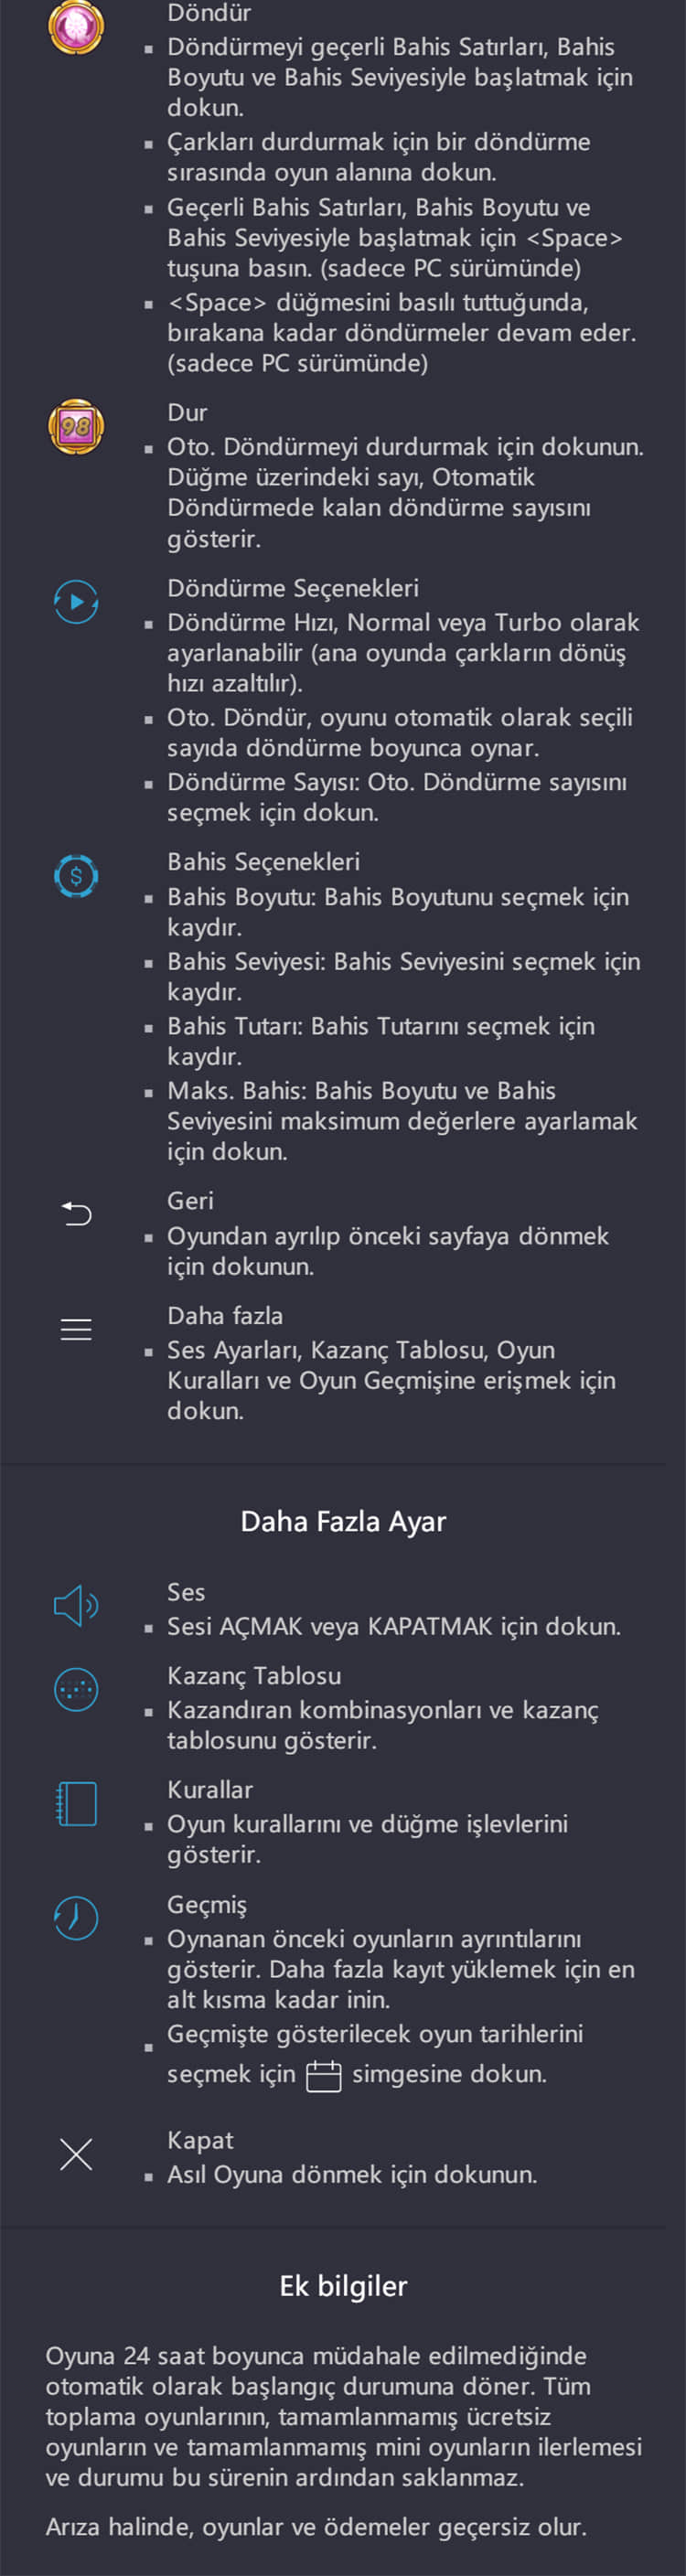 Döndür
▪ Döndürmeyi geçerli Bahis Satırları, Bahis
Boyutu ve Bahis Seviyesiyle başlatmak için
dokun.
▪ Çarkları durdurmak için bir döndürme
sırasında oyun alanına dokun.
▪ Geçerli Bahis Satırları, Bahis Boyutu ve
Bahis Seviyesiyle başlatmak için <Space>
tuşuna basın. (sadece PC sürümünde)
▪ <Space> düğmesini basılı tuttuğunda,
bırakana kadar döndürmeler devam eder.
(sadece PC sürümünde)
98
Dur
▪ Oto. Döndürmeyi durdurmak için dokunun.
Düğme üzerindeki sayı, Otomatik
Döndürmede kalan döndürme sayısını
gösterir.
Döndürme Seçenekleri
▪ Döndürme Hızı, Normal veya Turbo olarak
ayarlanabilir (ana oyunda çarkların dönüş
hızı azaltılır).
▪ Oto. Döndür, oyunu otomatik olarak seçili
sayıda döndürme boyunca oynar.
▪ Döndürme Sayısı: Oto. Döndürme sayısını
seçmek için dokun.
$
Bahis Seçenekleri
▪ Bahis Boyutu: Bahis Boyutunu seçmek için
kaydır.
▪ Bahis Seviyesi: Bahis Seviyesini seçmek için
kaydır.
▪ Bahis Tutarı: Bahis Tutarını seçmek için
kaydır.
▪ Maks. Bahis: Bahis Boyutu ve Bahis
Seviyesini maksimum değerlere ayarlamak
için dokun.
Geri
▪ Oyundan ayrılıp önceki sayfaya dönmek
için dokunun.
Daha fazla
▪ Ses Ayarları, Kazanç Tablosu, Oyun
Kuralları ve Oyun Geçmişine erişmek için
dokun.
Daha Fazla Ayar
Ses
▪ Sesi AÇMAK veya KAPATMAK için dokun.
Kazanç Tablosu
▪ Kazandıran kombinasyonları ve kazanç
tablosunu gösterir.
Kurallar
▪ Oyun kurallarını ve düğme işlevlerini
gösterir.
Geçmiş
▪ Oynanan önceki oyunların ayrıntılarını
gösterir. Daha fazla kayıt yüklemek için en
alt kısma kadar inin.
▪ Geçmişte gösterilecek oyun tarihlerini
seçmek için simgesine dokun.
Kapat
▪ Asıl Oyuna dönmek için dokunun.
Ek bilgiler
Oyuna 24 saat boyunca müdahale edilmediğinde
otomatik olarak başlangıç durumuna döner. Tüm
toplama oyunlarının, tamamlanmamış ücretsiz
oyunların ve tamamlanmamış mini oyunların ilerlemesi
ve durumu bu sürenin ardından saklanmaz.
Arıza halinde, oyunlar ve ödemeler geçersiz olur.